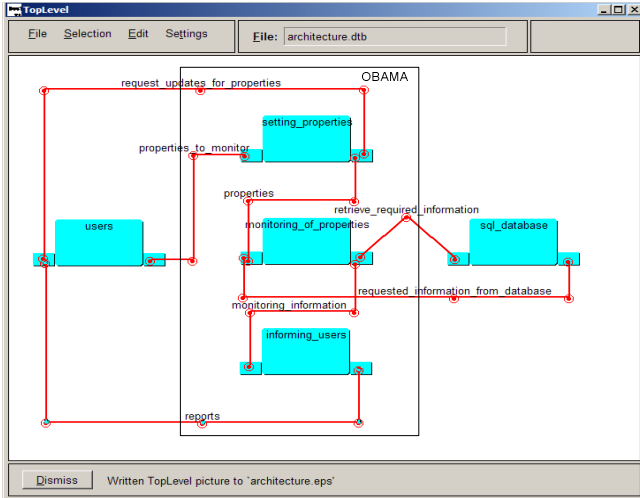 TopLevel
File Selection Edit Settings File: architecture.dtb
OBAMA
request_updates_for_properties
setting_properties
properties_to_monitor
properties
retrieve_required_information
users
monitoring_of_properties
sql_database
requested_information_from_database
monitoring_information
informing_users
reports
Dismiss Written TopLevel picture to `architecture.eps'